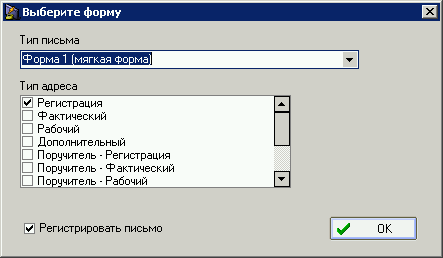 Выберите форму
Тип письма
Форма 1 (мягкая форма)
Тип адреса
Регистрация
Фактический
Рабочий
Дополнительный
Поручитель - Регистрация
Поручитель - Фактический
Поручитель - Рабочий
Регистрировать письмо
OK